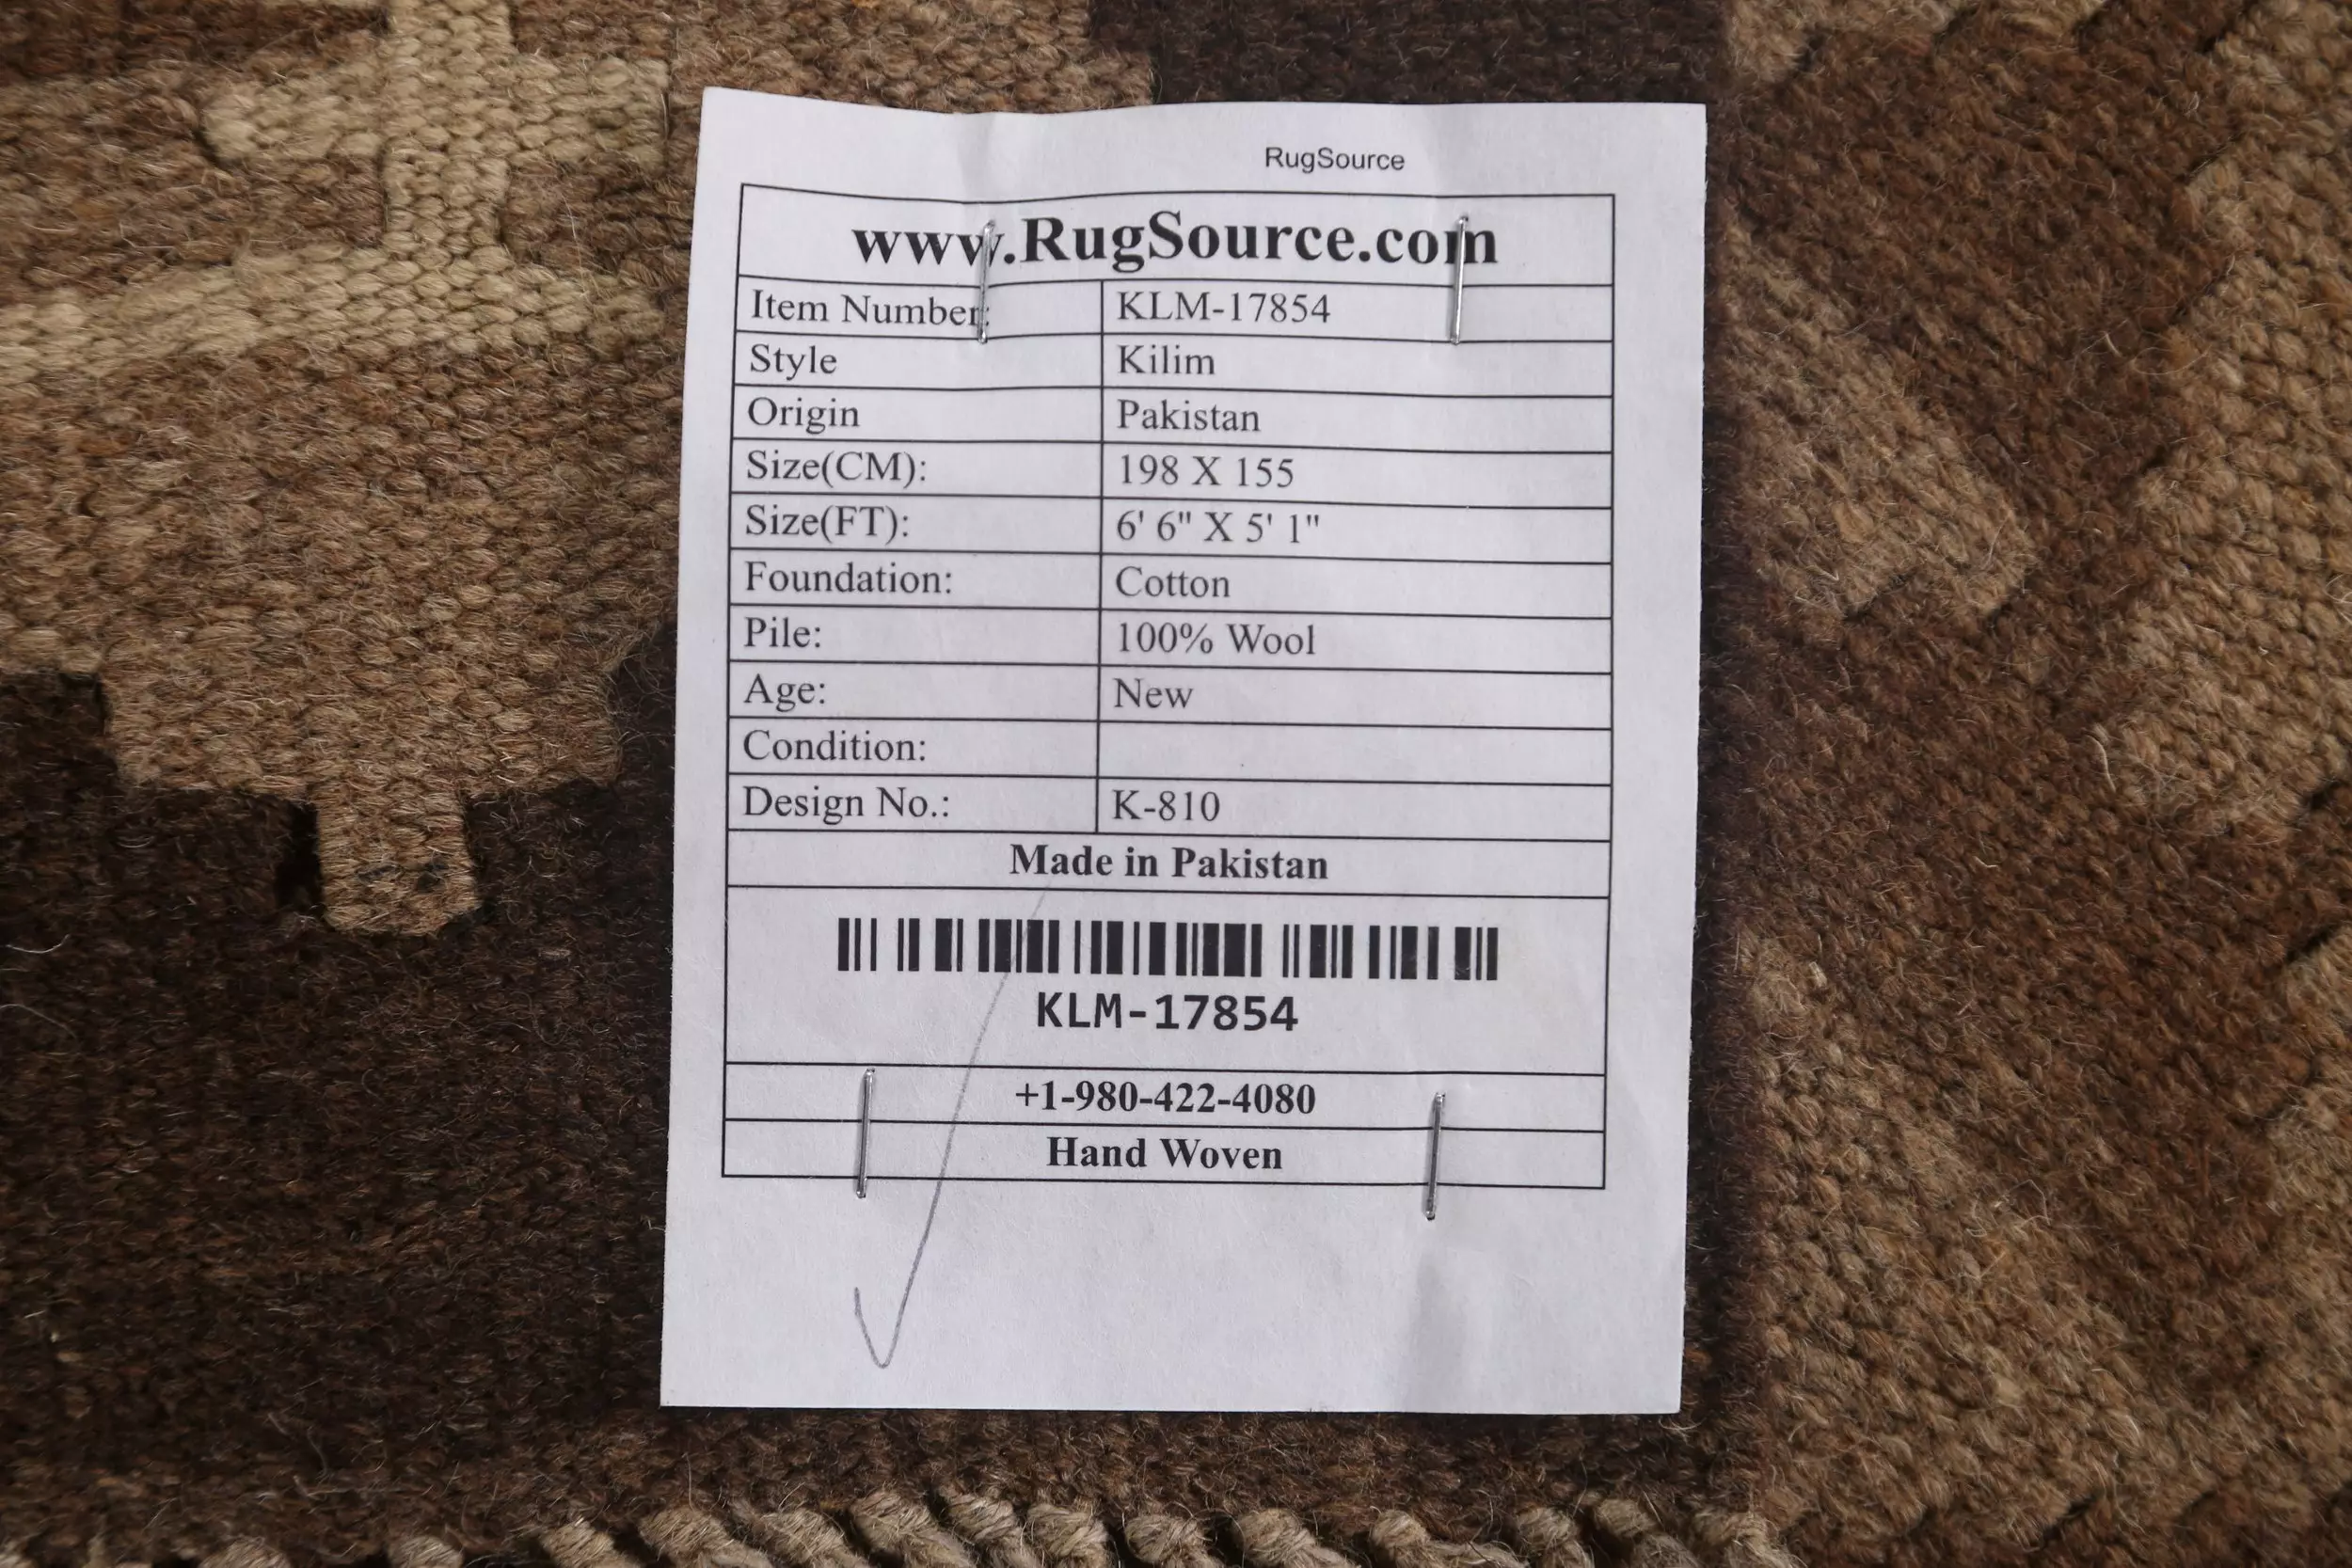 RugSource
www.RugSource.com
Item Number: KLM-17854
Style Kilim
Origin Pakistan
Size(CM): 198 X 155
Size(FT): 6' 6" X 5' 1"
Foundation: Cotton
Pile: 100% Wool
Age: New
Condition:
Design No.: K-810
Made in Pakistan
KLM-17854
+1-980-422-4080
Hand Woven